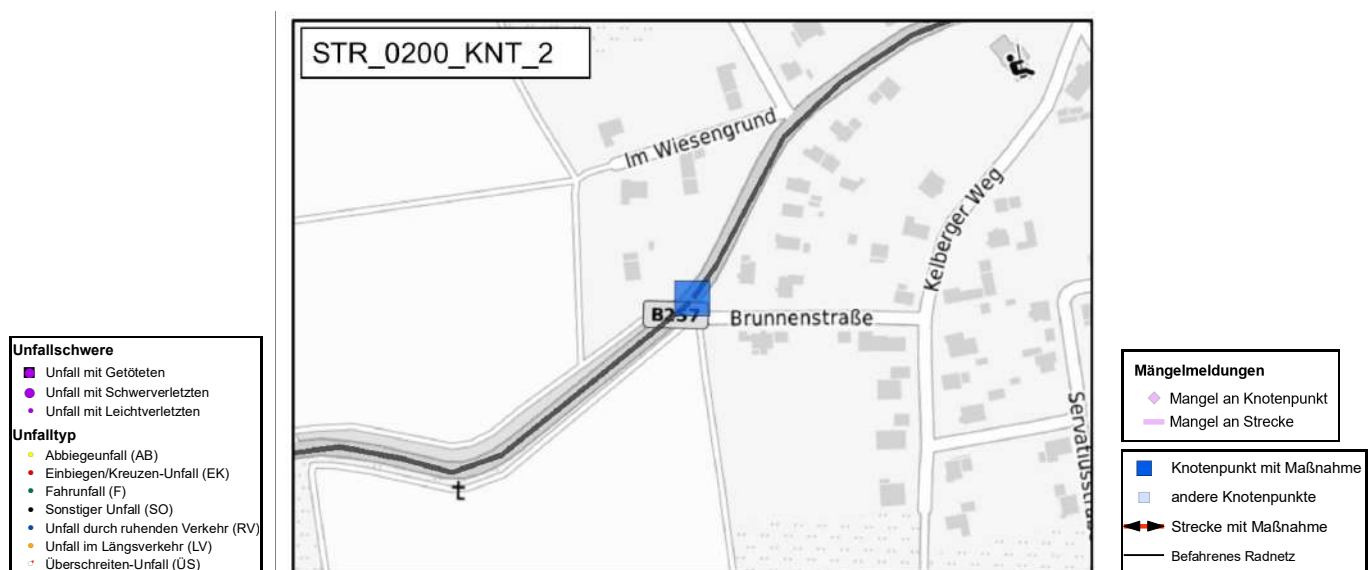 STR_0200_KNT_2
Im Wiesengrund
Kelberger Weg
B257
Brunnenstraße
Servatiusstraße
Unfallschwere
Unfall mit Getöteten
Unfall mit Schwerverletzten
Unfall mit Leichtverletzten
Unfalltyp
Abbiegeunfall (AB)
Einbiegen/Kreuzen-Unfall (EK)
Fahrunfall (F)
Sonstiger Unfall (SO)
Unfall durch ruhenden Verkehr (RV)
Unfall im Längsverkehr (LV)
Überschreiten-Unfall (ÜS)
Mängelmeldungen
Mangel an Knotenpunkt
Mangel an Strecke
Knotenpunkt mit Maßnahme
andere Knotenpunkte
Strecke mit Maßnahme
Befahrenes Radnetz